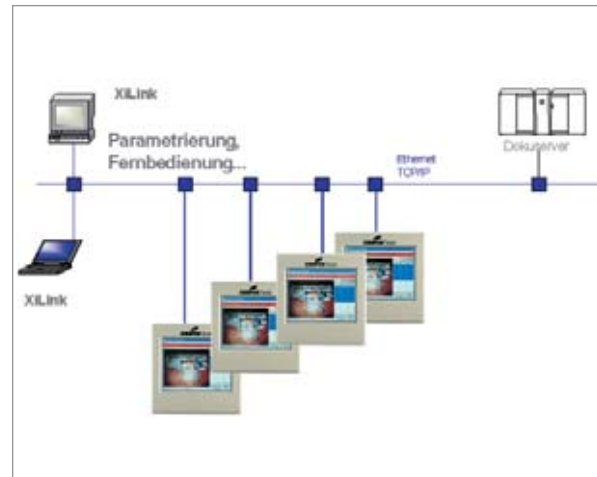 XiLink
Parametrierung,
Fernbedienung...
Ethernet
TCP/IP
Dokuserver
XiLink